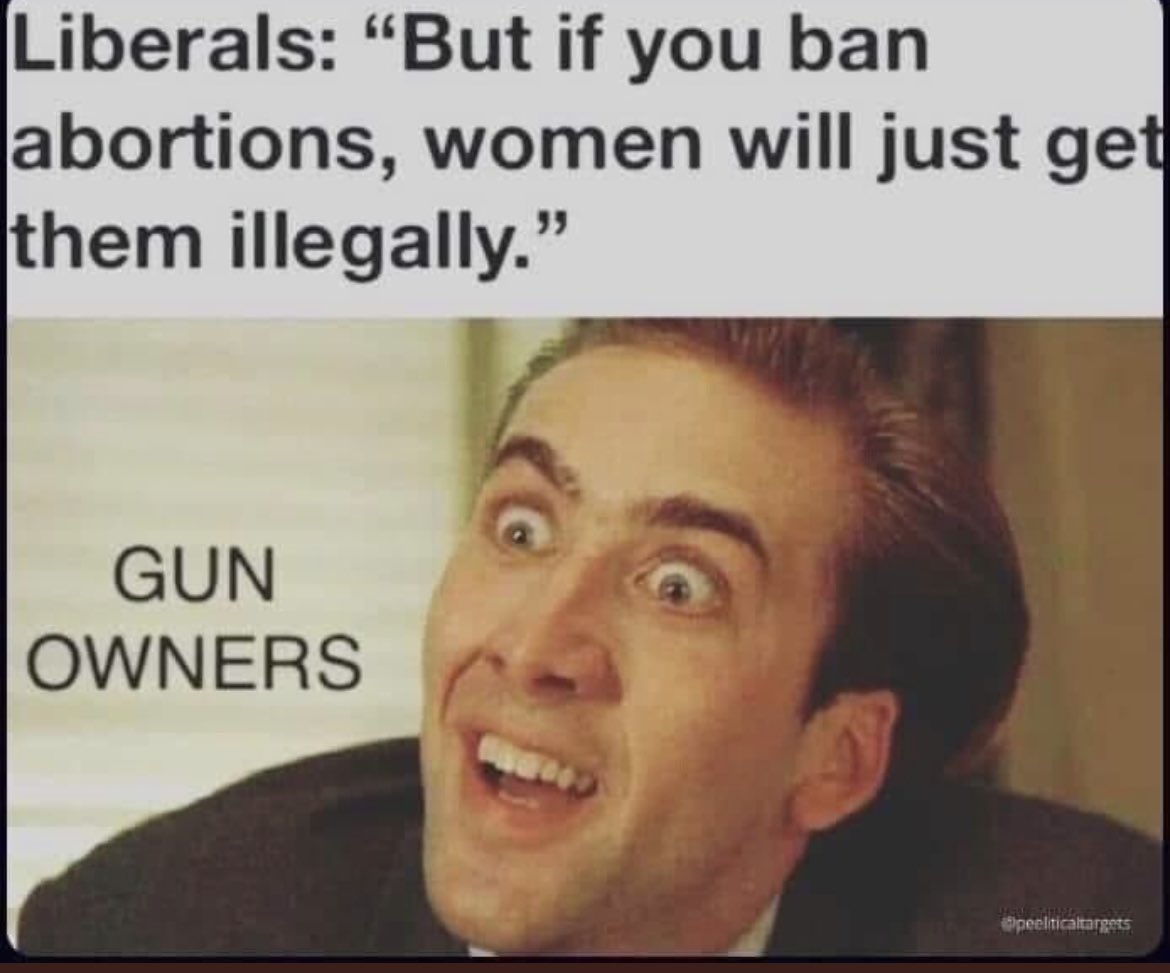 Liberals: “But if you ban
abortions, women will just get
them illegally.”
GUN
OWNERS
@peeliticaltargets